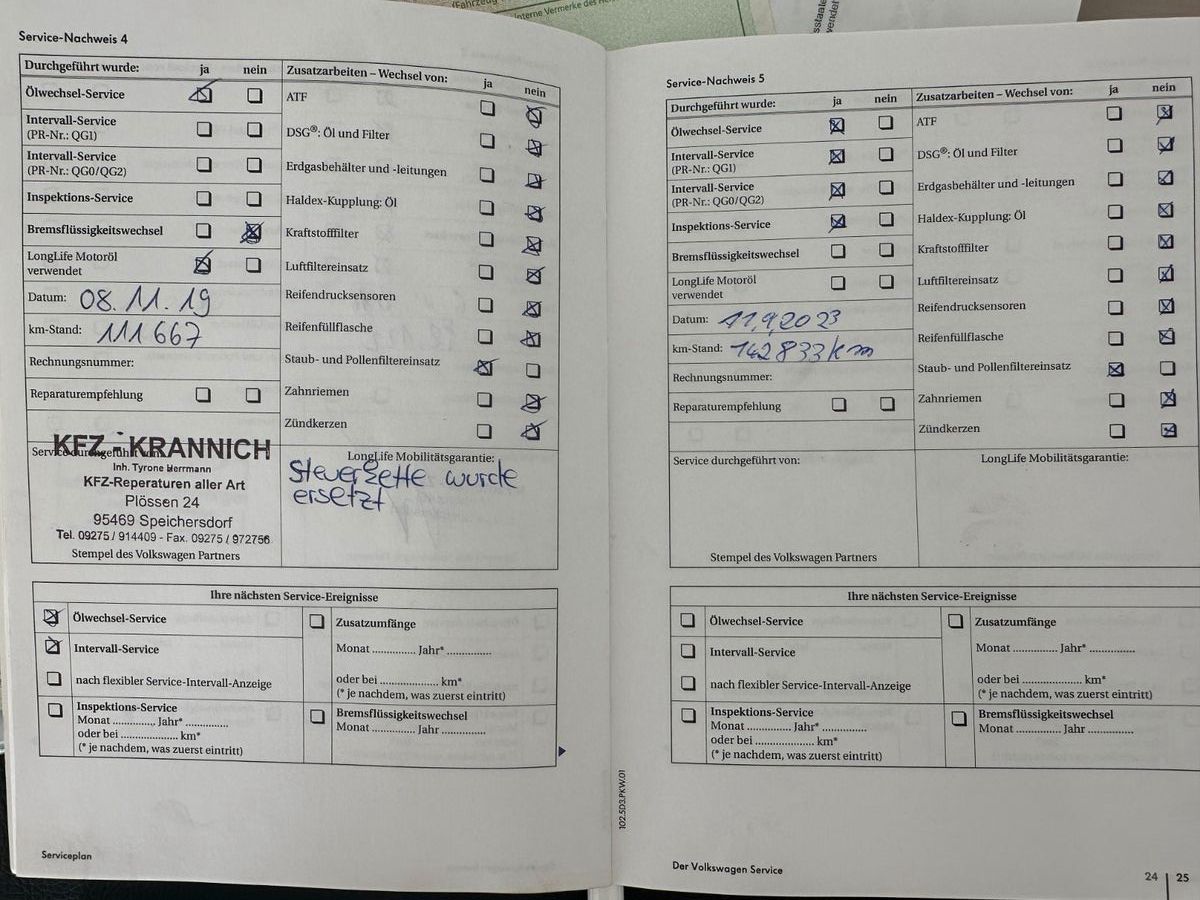 (Fahrzeug
Interne Vermerke des
Service-Nachweis 4
Durchgeführt wurde: ja nein
Ölwechsel-Service
Intervall-Service
(PR-Nr.: QG1)
Intervall-Service
(PR-Nr.: QG0/QG2)
Inspektions-Service
Bremsflüssigkeitswechsel
LongLife Motoröl
verwendet
Datum: 08.11.19
km-Stand: 111667
Rechnungsnummer:
Reparaturempfehlung
Zusatzarbeiten – Wechsel von: ja nein
ATF
DSG®: Öl und Filter
Erdgasbehälter und -leitungen
Haldex-Kupplung: Öl
Kraftstofffilter
Luftfiltereinsatz
Reifendrucksensoren
Reifenfüllflasche
Staub- und Pollenfiltereinsatz
Zahnriemen
Zündkerzen
Service durchgeführt von:
KFZ - KRANNICH
Inh. Tyrone Herrmann
KFZ-Reperaturen aller Art
Plössen 24
95469 Speichersdorf
Tel. 09275 / 914409 - Fax. 09275 / 972756
Stempel des Volkswagen Partners
LongLife Mobilitätsgarantie:
Steuerkette wurde
ersetzt
Ihre nächsten Service-Ereignisse
Ölwechsel-Service
Intervall-Service
nach flexibler Service-Intervall-Anzeige
Inspektions-Service
Monat .............. Jahr* ..............
oder bei .................... km*
(* je nachdem, was zuerst eintritt)
Zusatzumfänge
Monat .............. Jahr* ..............
oder bei .................... km*
(* je nachdem, was zuerst eintritt)
Bremsflüssigkeitswechsel
Monat .............. Jahr ..............
Serviceplan
102.5D3.PKW.01
Service-Nachweis 5
Durchgeführt wurde: ja nein
Ölwechsel-Service
Intervall-Service
(PR-Nr.: QG1)
Intervall-Service
(PR-Nr.: QG0/QG2)
Inspektions-Service
Bremsflüssigkeitswechsel
LongLife Motoröl
verwendet
Datum: 11.9.2023
km-Stand: 142833 km
Rechnungsnummer:
Reparaturempfehlung
Zusatzarbeiten – Wechsel von: ja nein
ATF
DSG®: Öl und Filter
Erdgasbehälter und -leitungen
Haldex-Kupplung: Öl
Kraftstofffilter
Luftfiltereinsatz
Reifendrucksensoren
Reifenfüllflasche
Staub- und Pollenfiltereinsatz
Zahnriemen
Zündkerzen
Service durchgeführt von:
Stempel des Volkswagen Partners
LongLife Mobilitätsgarantie:
Ihre nächsten Service-Ereignisse
Ölwechsel-Service
Intervall-Service
nach flexibler Service-Intervall-Anzeige
Inspektions-Service
Monat .............. Jahr* ..............
oder bei .................... km*
(* je nachdem, was zuerst eintritt)
Zusatzumfänge
Monat .............. Jahr* ..............
oder bei .................... km*
(* je nachdem, was zuerst eintritt)
Bremsflüssigkeitswechsel
Monat .............. Jahr ..............
Der Volkswagen Service
24 | 25